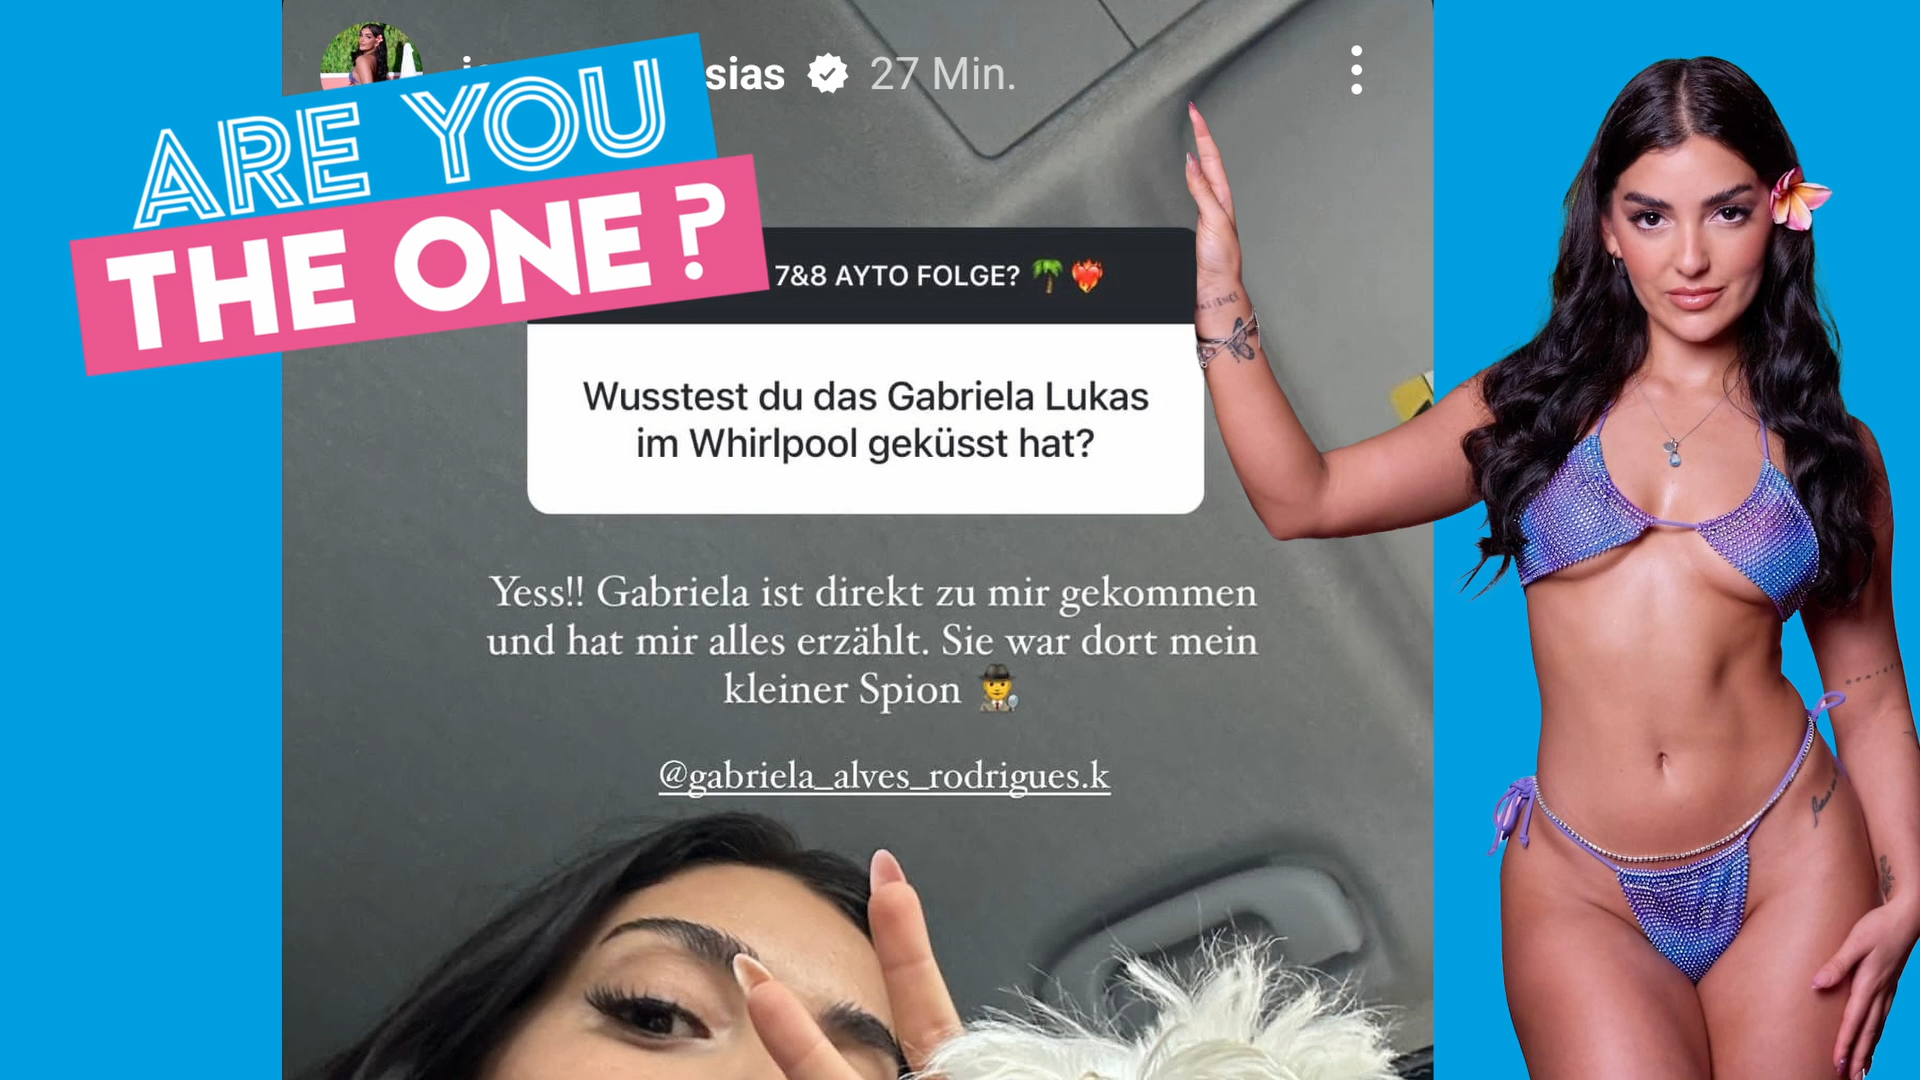 sias 27 Min.
ARE YOU
THE ONE?
7&8 AYTO FOLGE? 🌴❤️‍🔥
Wusstest du das Gabriela Lukas
im Whirlpool geküsst hat?
Yess!! Gabriela ist direkt zu mir gekommen
und hat mir alles erzählt. Sie war dort mein
kleiner Spion 🕵️
@gabriela_alves_rodrigues.k